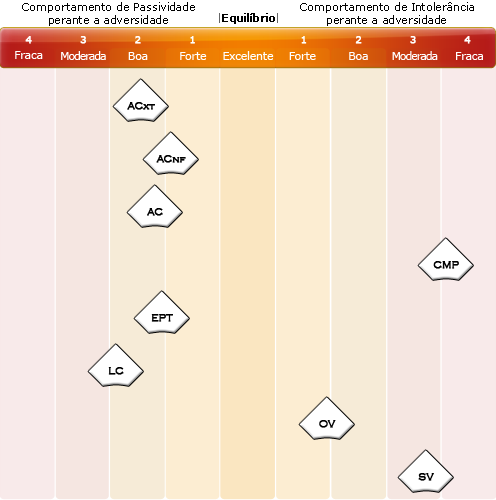 Comportamento de Passividade
perante a adversidade
|Equilíbrio|
Comportamento de Intolerância
perante a adversidade
4 3 2 1 1 2 3 4
Fraca Moderada Boa Forte Excelente Forte Boa Moderada Fraca
ACXT
ACNF
AC
CMP
EPT
LC
OV
SV